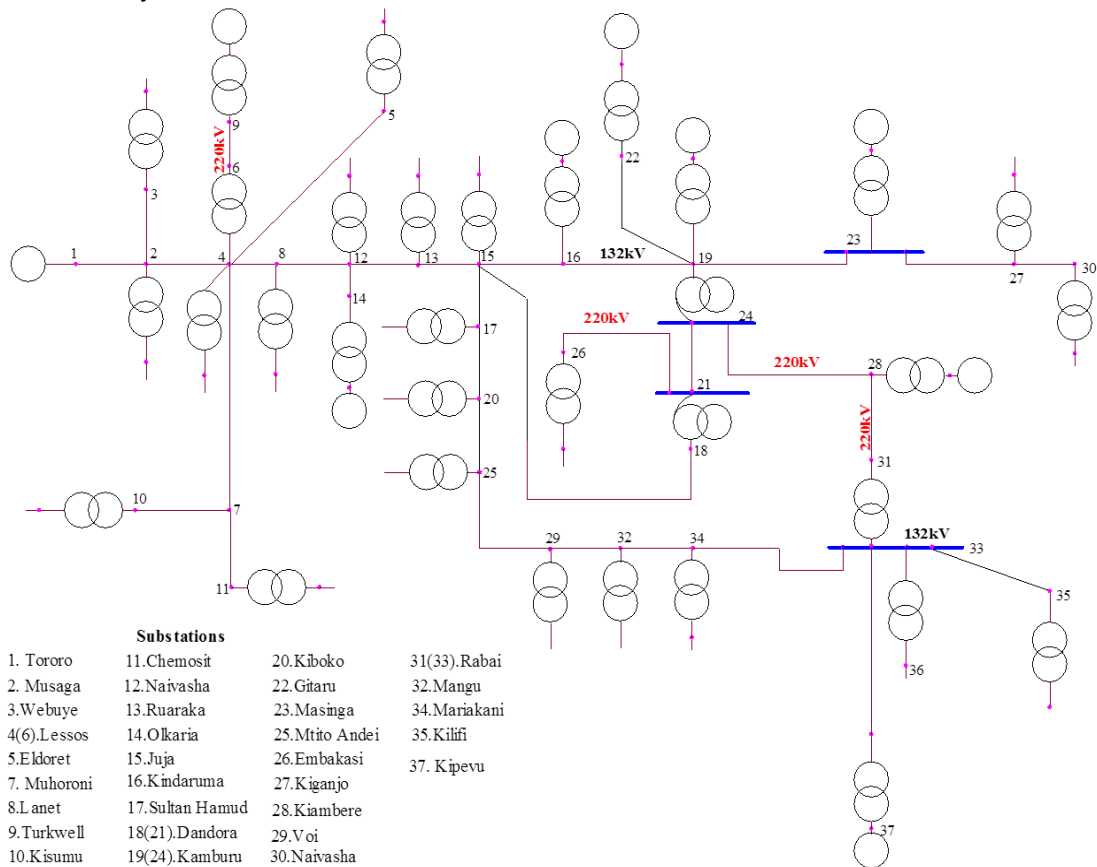 5
9
220kV
6
22
3
23
1
2
4
8
12
13
15
16
132kV
19
27
30
14
24
17
220kV
26
220kV
28
21
20
220kV
18
31
25
10
7
132kV
29
32
34
33
11
35
36
37
Substations
1. Tororo
2. Musaga
3.Webuye
4(6).Lessos
5.Eldoret
7. Muhoroni
8.Lanet
9.Turkwell
10.Kisumu
11.Chemosit
12.Naivasha
13.Ruaraka
14.Olkaria
15.Juja
16.Kindaruma
17.Sultan Hamud
18(21).Dandora
19(24).Kamburu
20.Kiboko
22.Gitaru
23.Masinga
25.Mtito Andei
26.Embakasi
27.Kiganjo
28.Kiambere
29.Voi
30.Naivasha
31(33).Rabai
32.Mangu
34.Mariakani
35.Kilifi
37. Kipevu